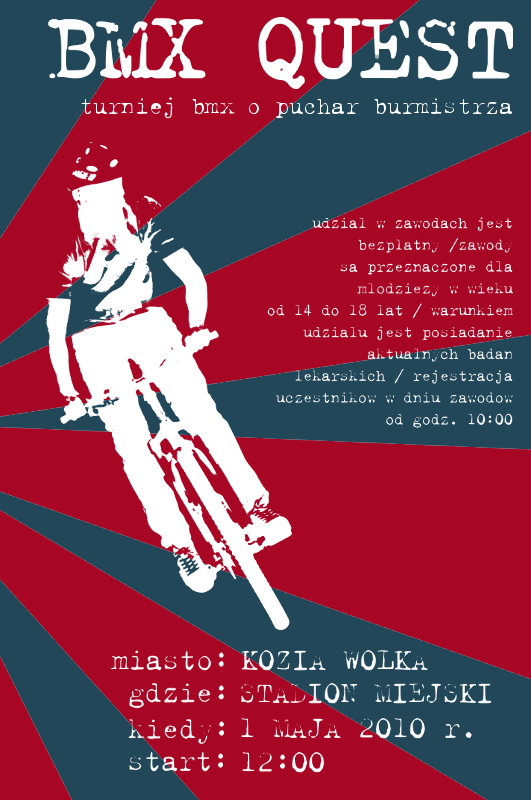 BMX QUEST
turniej bmx o puchar burmistrza
udzial w zawodach jest
bezplatny /zawody
sa przeznaczone dla
mlodziezy w wieku
od 14 do 18 lat / warunkiem
udzialu jest posiadanie
aktualnych badan
lekarskich / rejestracja
uczestnikow w dniu zawodow
od godz. 10:00
miasto: KOZIA WOLKA
gdzie: STADION MIEJSKI
kiedy: 1 MAJA 2010 r.
start: 12:00